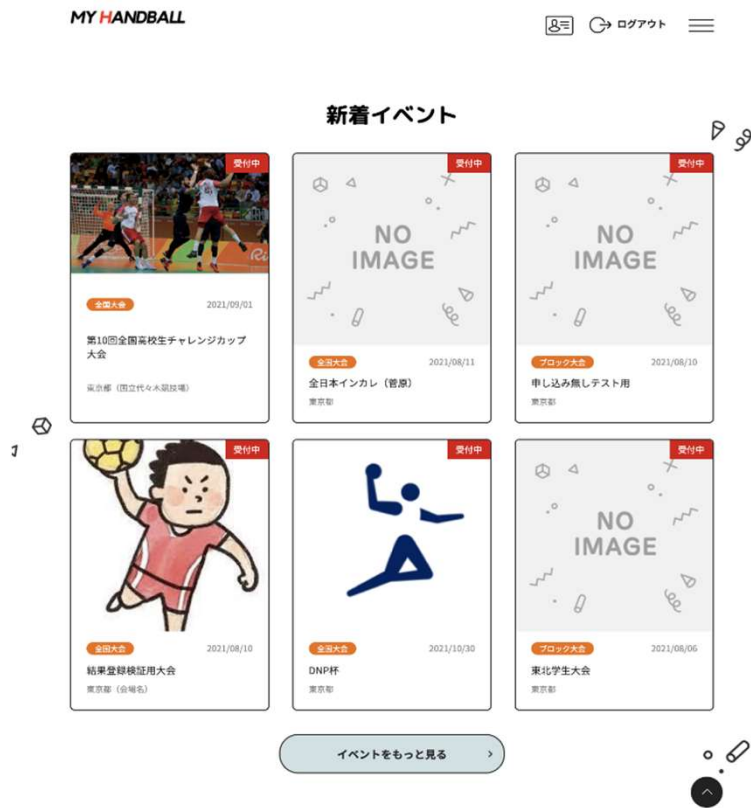 MY HANDBALL
ログアウト
新着イベント
受付中
全国大会 2021/09/01
第10回全国高校生チャレンジカップ
大会
東京都（国立代々木競技場）
受付中
NO
IMAGE
全国大会 2021/08/11
全日本インカレ（菅原）
東京都
受付中
NO
IMAGE
ブロック大会 2021/08/10
申し込み無しテスト用
東京都
受付中
全国大会 2021/08/10
結果登録検証用大会
東京都（会場名）
受付中
全国大会 2021/10/30
DNP杯
東京都
受付中
NO
IMAGE
ブロック大会 2021/08/06
東北学生大会
東京都
イベントをもっと見る